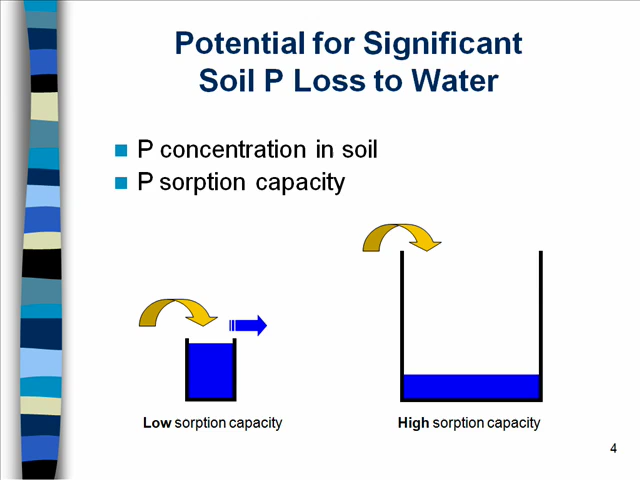 Potential for Significant
Soil P Loss to Water
P concentration in soil
P sorption capacity
Low sorption capacity
High sorption capacity
4